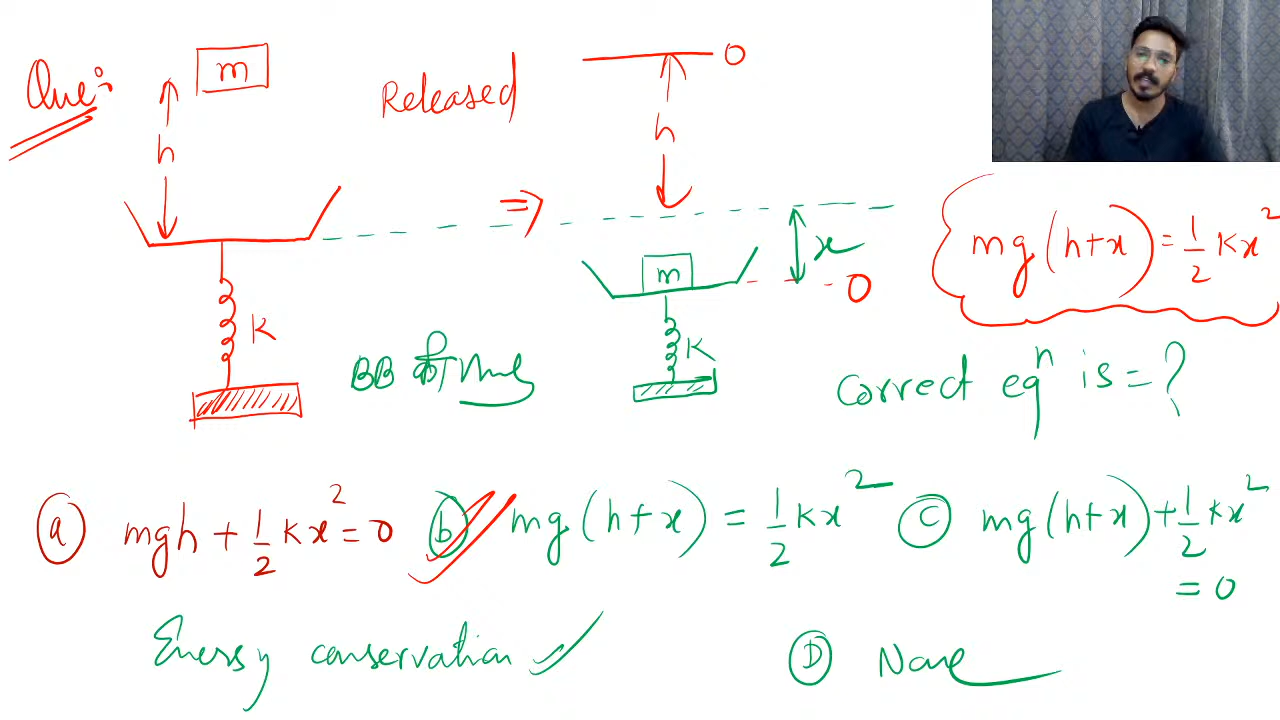 Que:
m
h
K
Released
⇒
0
h
x
m
0
K
mg(h+x) = 1/2 Kx²
correct eqⁿ is = ?
(a) mgh + 1/2 Kx² = 0
(b) mg(h+x) = 1/2 Kx²
(C) mg(h+x) + 1/2 Kx²
= 0
Energy conservation
(D) None